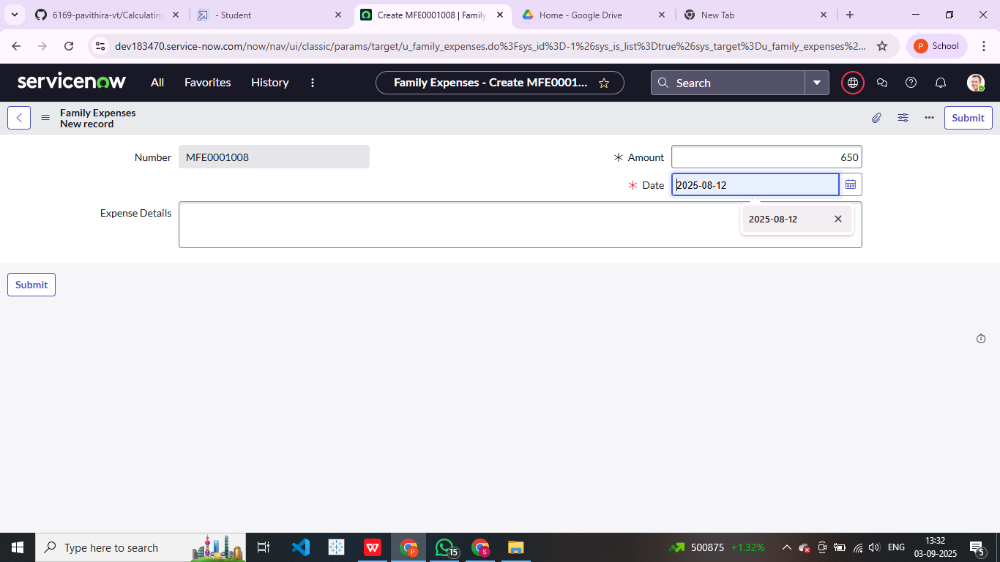 6169-pavithira-vt/Calculating
- Student
Create MFE0001008 | Family
Home - Google Drive
New Tab
dev183470.service-now.com/now/nav/ui/classic/params/target/u_family_expenses.do%3Fsys_id%3D-1%26sys_is_list%3Dtrue%26sys_target%3Du_family_expenses%2...
P School
servicenow
All
Favorites
History
Family Expenses - Create MFE0001...
Search
Family Expenses
New record
Submit
Number
MFE0001008
Amount
650
Date
2025-08-12
2025-08-12
Expense Details
Submit
Type here to search
W
P
15
S
500875 +1.32%
ENG
13:32
03-09-2025
5